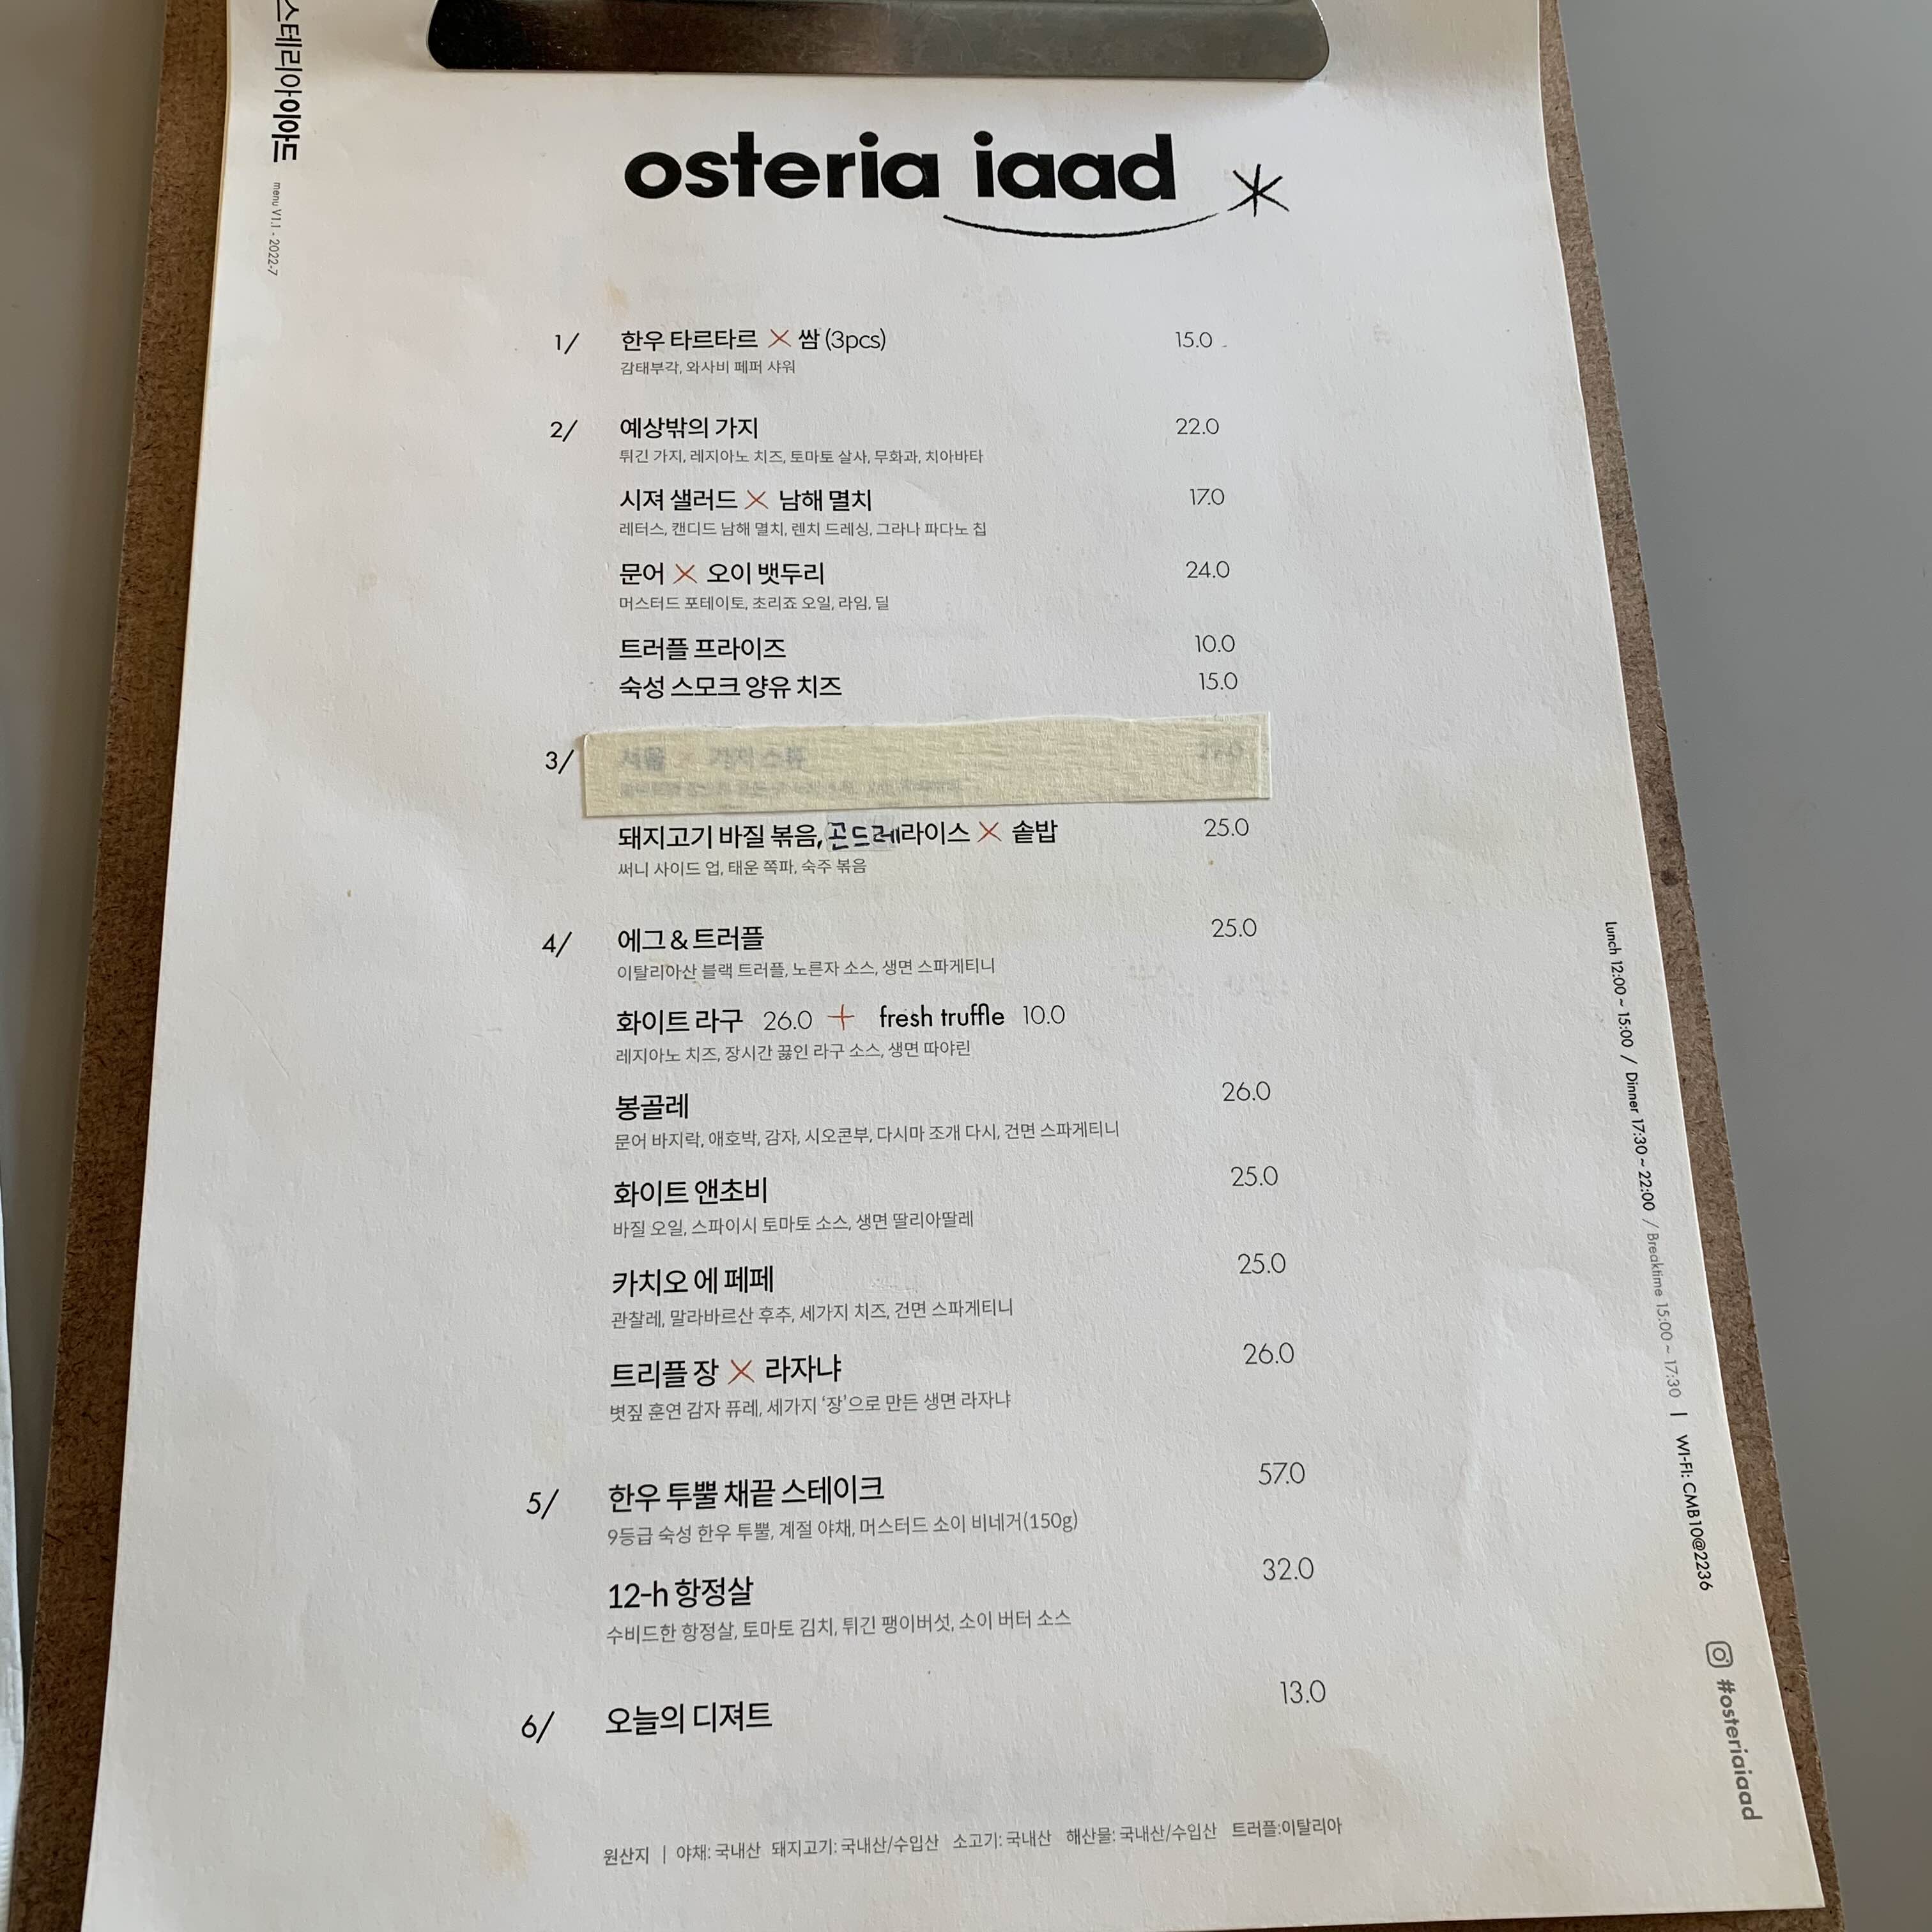 스테리아이아드 menu V1.1 - 2022-7
osteria iaad
1/ 한우 타르타르 × 쌈 (3pcs) 15.0
감태부각, 와사비 페퍼 샤워
2/ 예상밖의 가지 22.0
튀긴 가지, 레지아노 치즈, 토마토 살사, 무화과, 치아바타
시져 샐러드 × 남해 멸치 17.0
레터스, 캔디드 남해 멸치, 렌치 드레싱, 그라나 파다노 칩
문어 × 오이 뱃두리 24.0
머스터드 포테이토, 초리죠 오일, 라임, 딜
트러플 프라이즈 10.0
숙성 스모크 양유 치즈 15.0
3/
돼지고기 바질 볶음, 곤드레라이스 × 솥밥 25.0
써니 사이드 업, 태운 쪽파, 숙주 볶음
4/ 에그 & 트러플 25.0
이탈리아산 블랙 트러플, 노른자 소스, 생면 스파게티니
화이트 라구 26.0 + fresh truffle 10.0
레지아노 치즈, 장시간 끓인 라구 소스, 생면 따야린
봉골레 26.0
문어 바지락, 애호박, 감자, 시오콘부, 다시마 조개 다시, 건면 스파게티니
화이트 앤초비 25.0
바질 오일, 스파이시 토마토 소스, 생면 딸리아딸레
카치오 에 페페 25.0
관찰레, 말라바르산 후추, 세가지 치즈, 건면 스파게티니
트리플 장 × 라자냐 26.0
볏짚 훈연 감자 퓨레, 세가지 '장'으로 만든 생면 라자냐
5/ 한우 투뿔 채끝 스테이크 57.0
9등급 숙성 한우 투뿔, 계절 야채, 머스터드 소이 비네거(150g)
12-h 항정살 32.0
수비드한 항정살, 토마토 김치, 튀긴 팽이버섯, 소이 버터 소스
6/ 오늘의 디져트 13.0
원산지 | 야채: 국내산 돼지고기: 국내산/수입산 소고기: 국내산 해산물: 국내산/수입산 트러플:이탈리아
Lunch 12:00 ~ 15:00 / Dinner 17:30 ~ 22:00 / Breaktime 15:00 ~ 17:30 | WI-FI: CMB10@2236
#osteriaiaad